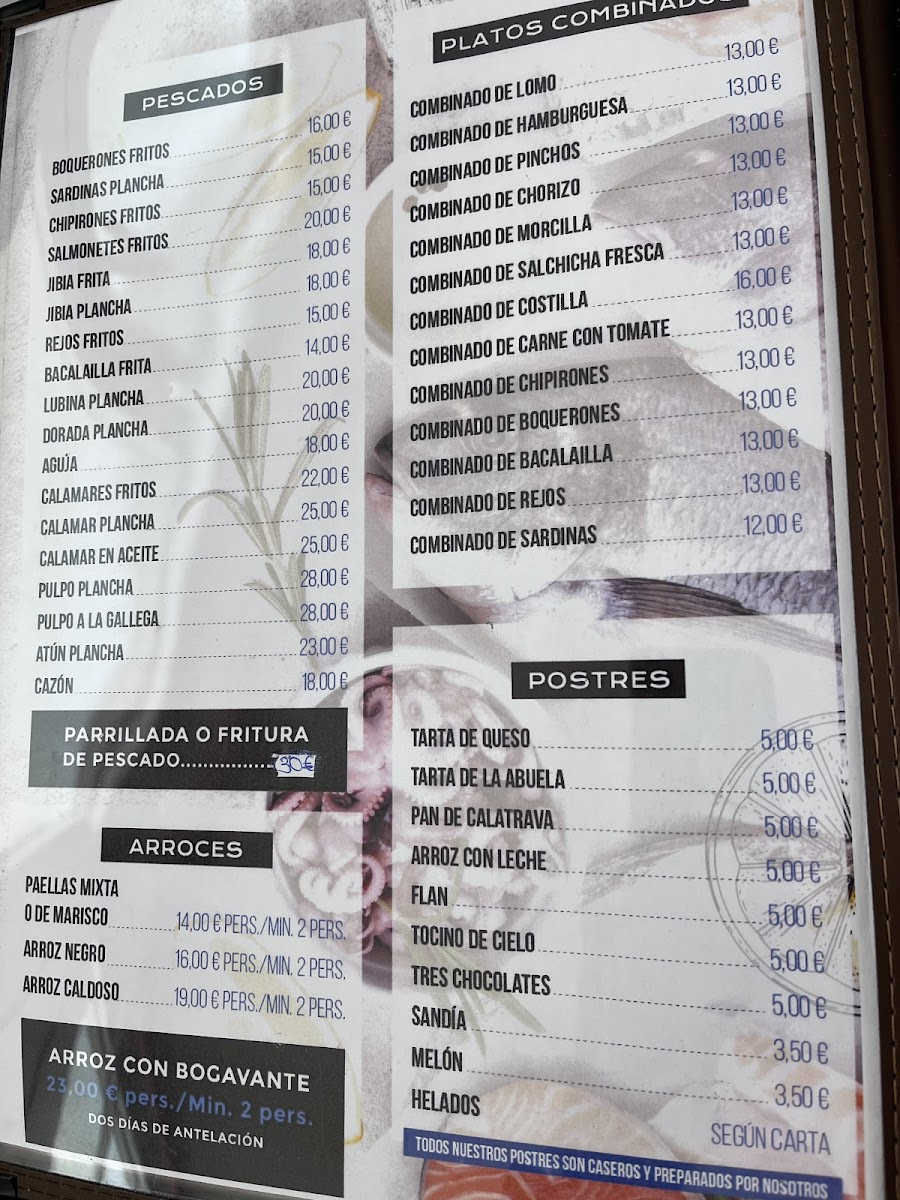 PESCADOS
BOQUERONES FRITOS 16,00 €
SARDINAS PLANCHA 15,00 €
CHIPIRONES FRITOS 15,00 €
SALMONETES FRITOS 20,00 €
JIBIA FRITA 18,00 €
JIBIA PLANCHA 18,00 €
REJOS FRITOS 15,00 €
BACALAILLA FRITA 14,00 €
LUBINA PLANCHA 20,00 €
DORADA PLANCHA 20,00 €
AGÚJA 18,00 €
CALAMARES FRITOS 22,00 €
CALAMAR PLANCHA 25,00 €
CALAMAR EN ACEITE 25,00 €
PULPO PLANCHA 28,00 €
PULPO A LA GALLEGA 28,00 €
ATÚN PLANCHA 23,00 €
CAZÓN 18,00 €
PARRILLADA O FRITURA
DE PESCADO................30€
ARROCES
PAELLAS MIXTA
O DE MARISCO 14,00 € PERS./MIN. 2 PERS.
ARROZ NEGRO 16,00 € PERS./MIN. 2 PERS.
ARROZ CALDOSO 19,00 € PERS./MIN. 2 PERS.
ARROZ CON BOGAVANTE
23,00 € pers./Min. 2 pers.
DOS DÍAS DE ANTELACIÓN
PLATOS COMBINADOS
COMBINADO DE LOMO 13,00 €
COMBINADO DE HAMBURGUESA 13,00 €
COMBINADO DE PINCHOS 13,00 €
COMBINADO DE CHORIZO 13,00 €
COMBINADO DE MORCILLA 13,00 €
COMBINADO DE SALCHICHA FRESCA 13,00 €
COMBINADO DE COSTILLA 16,00 €
COMBINADO DE CARNE CON TOMATE 13,00 €
COMBINADO DE CHIPIRONES 13,00 €
COMBINADO DE BOQUERONES 13,00 €
COMBINADO DE BACALAILLA 13,00 €
COMBINADO DE REJOS 13,00 €
COMBINADO DE SARDINAS 12,00 €
POSTRES
TARTA DE QUESO 5,00 €
TARTA DE LA ABUELA 5,00 €
PAN DE CALATRAVA 5,00 €
ARROZ CON LECHE 5,00 €
FLAN 5,00 €
TOCINO DE CIELO 5,00 €
TRES CHOCOLATES 5,00 €
SANDÍA 3,50 €
MELÓN 3,50 €
HELADOS SEGÚN CARTA
TODOS NUESTROS POSTRES SON CASEROS Y PREPARADOS POR NOSOTROS